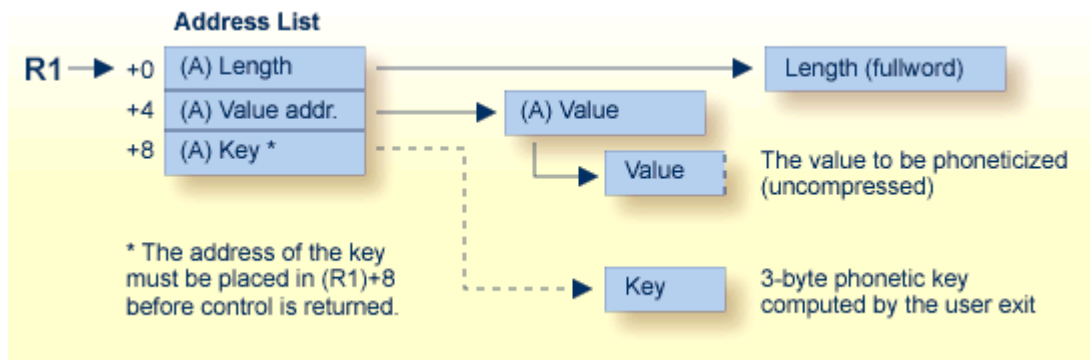 Address List
R1 +0 (A) Length Length (fullword)
+4 (A) Value addr. (A) Value
+8 (A) Key *
Value The value to be phoneticized
(uncompressed)
* The address of the key
must be placed in (R1)+8
before control is returned.
Key 3-byte phonetic key
computed by the user exit